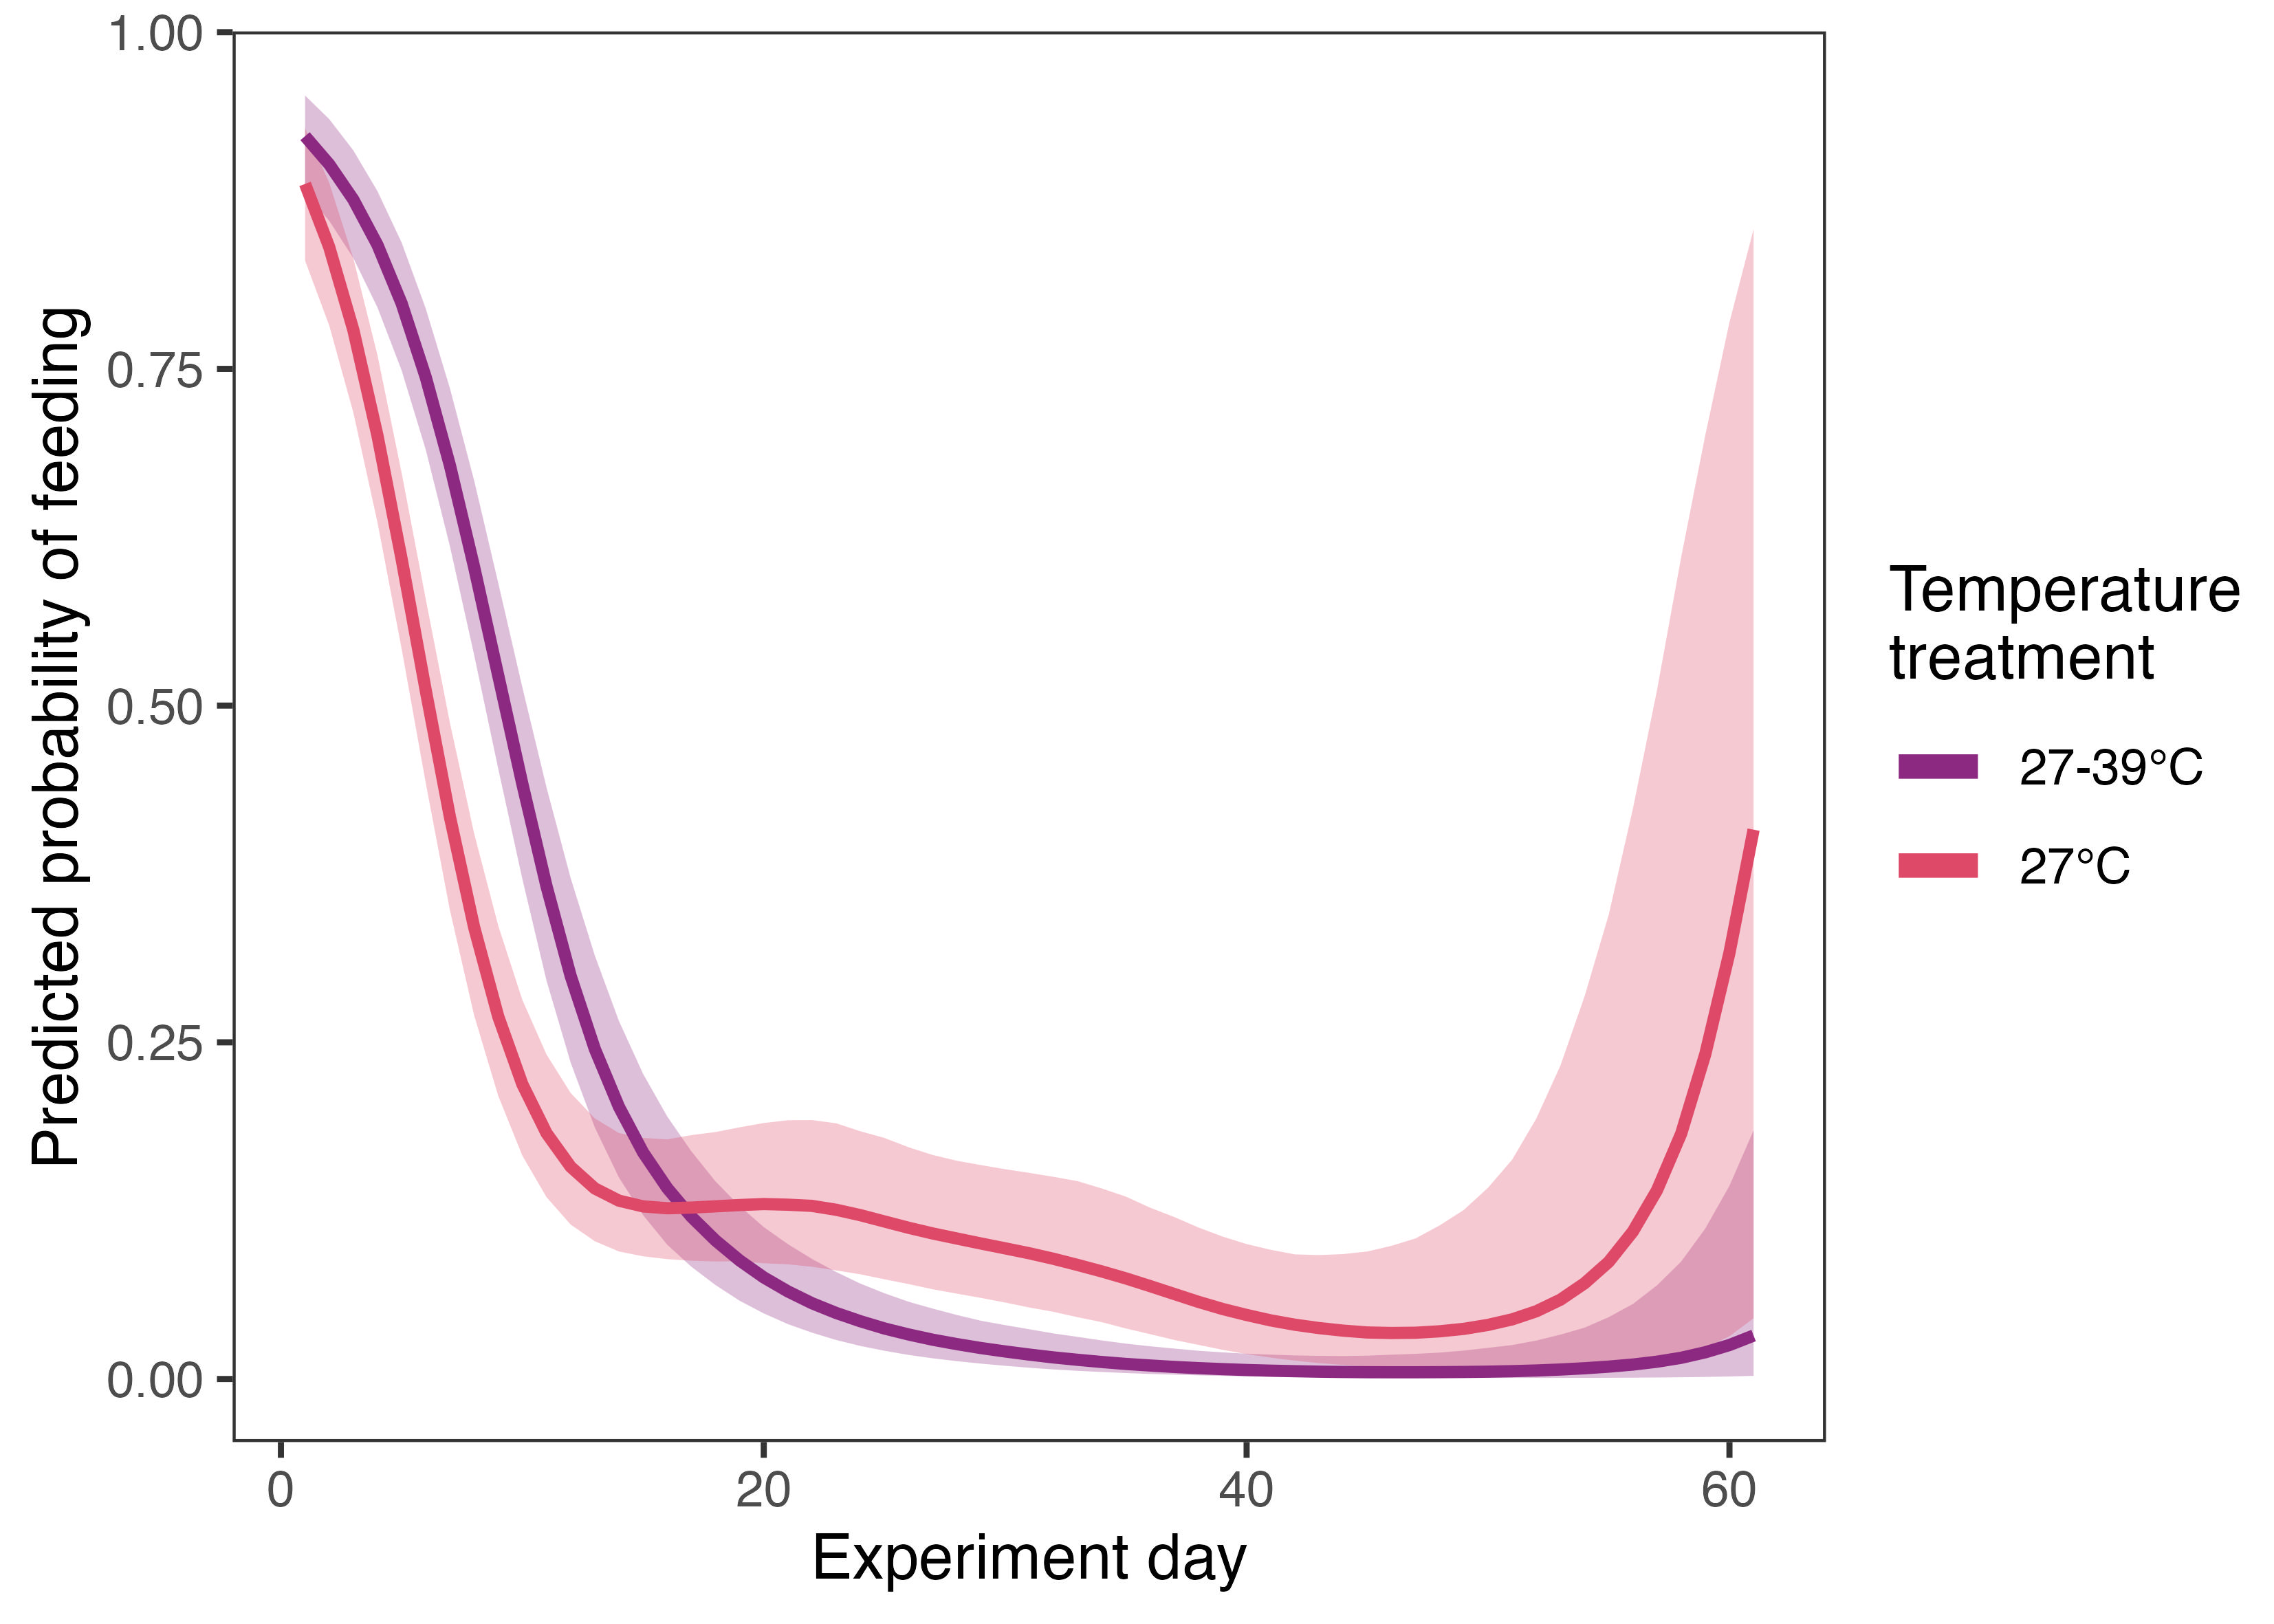 1.00
0.75
0.50
0.25
0.00
Predicted probability of feeding
0
20
40
60
Experiment day
Temperature
treatment
27-39°C
27°C